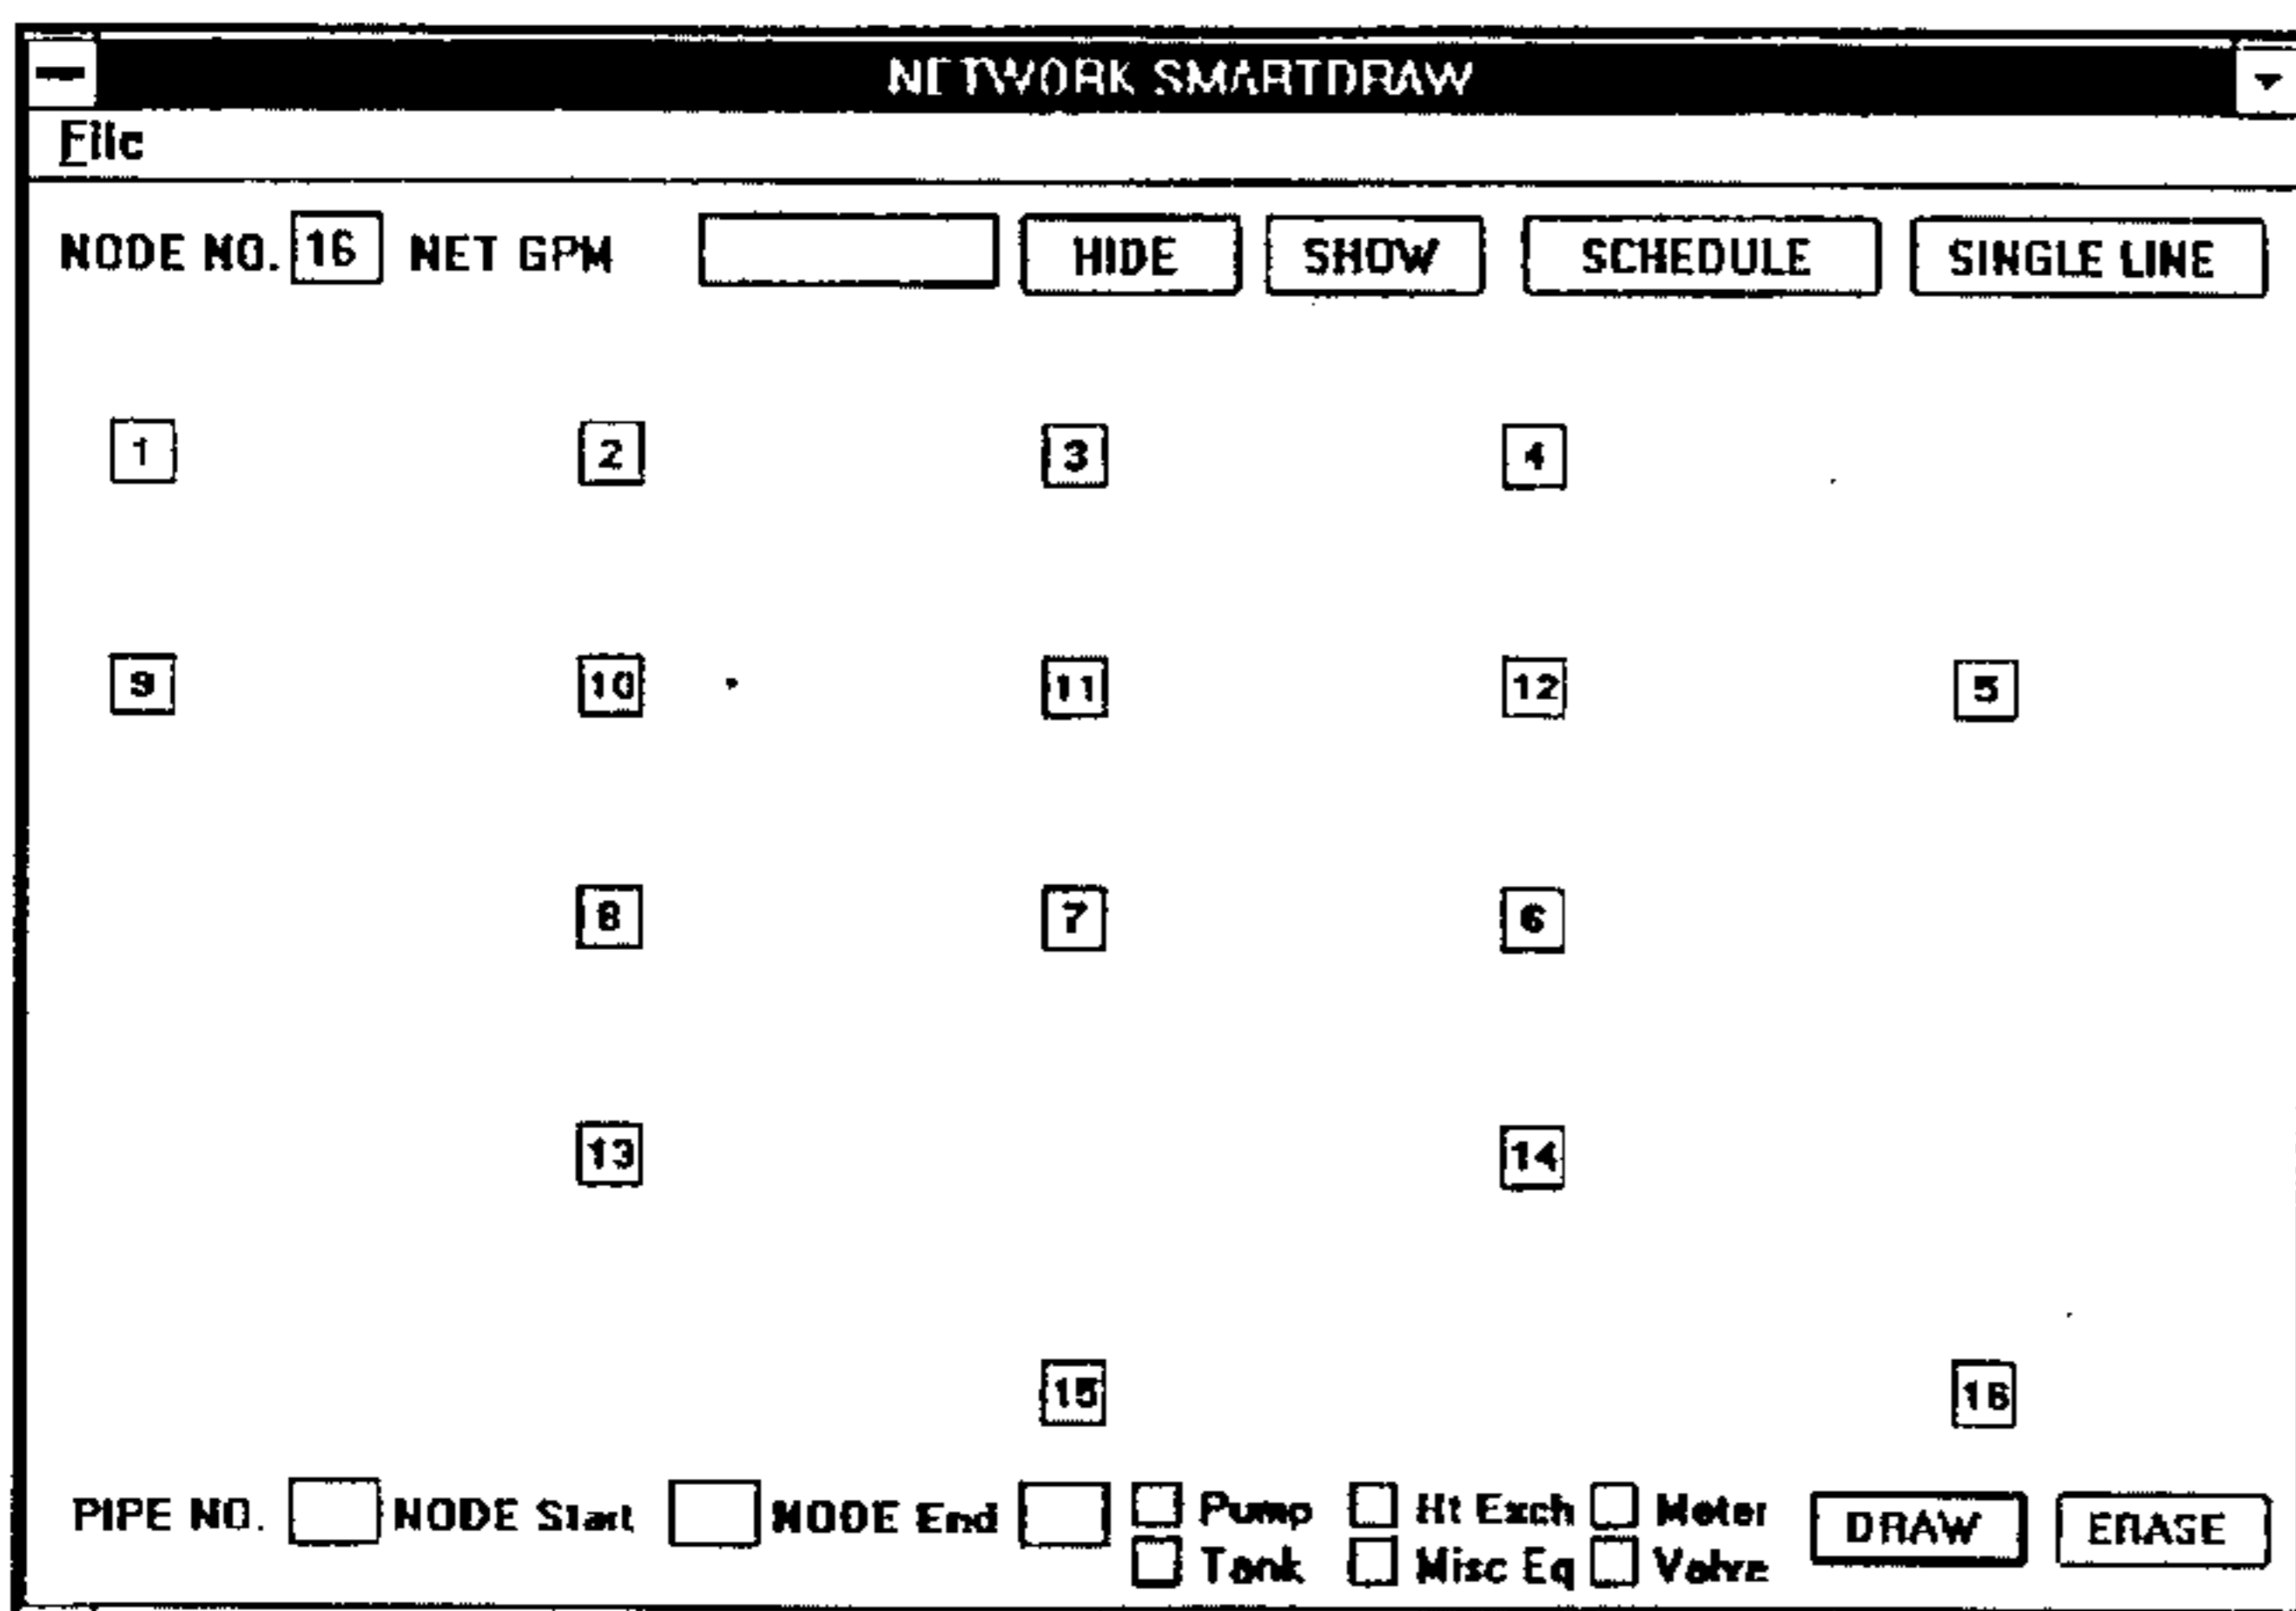 NETWORK SMARTDRAW
File
NODE NO. 16 NET GPM HIDE SHOW SCHEDULE SINGLE LINE
1 2 3 4
9 10 11 12 5
8 7 6
13 14
15 16
PIPE NO. NODE Start NODE End Pump Ht Exch Meter DRAW ERASE
Tank Misc Eq Valve